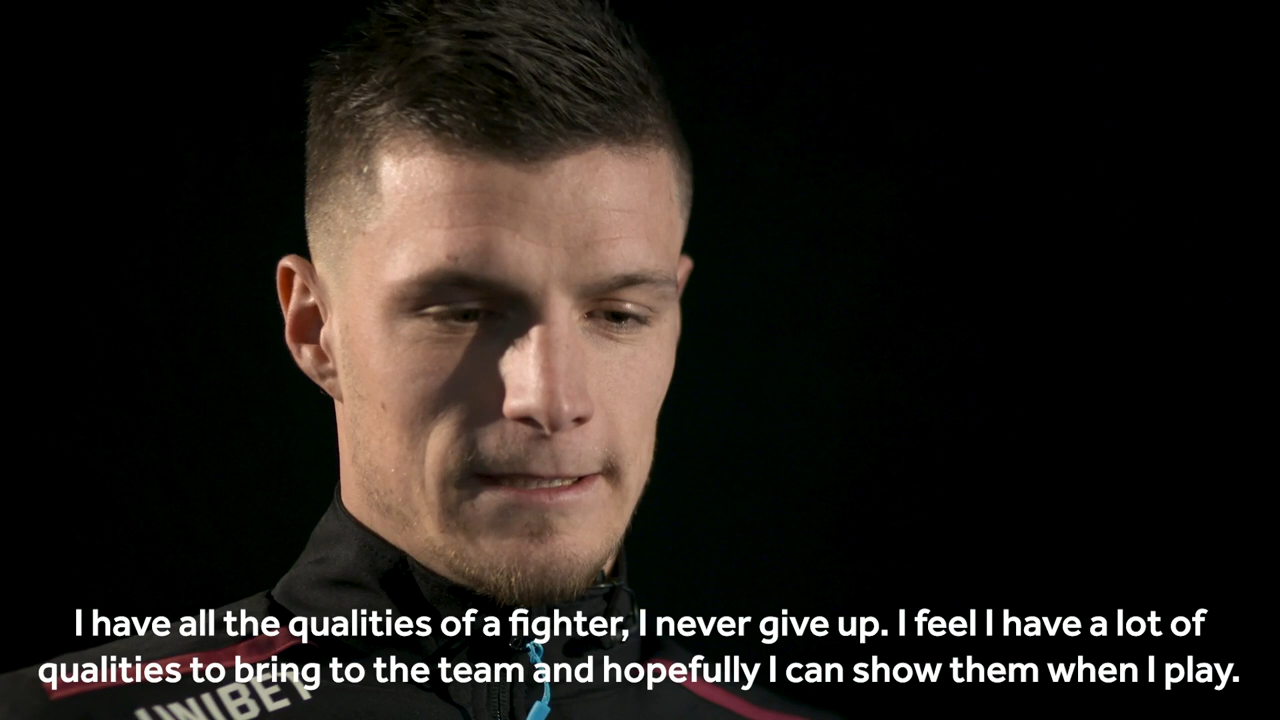 I have all the qualities of a fighter, I never give up. I feel I have a lot of
qualities to bring to the team and hopefully I can show them when I play.
UNIBET